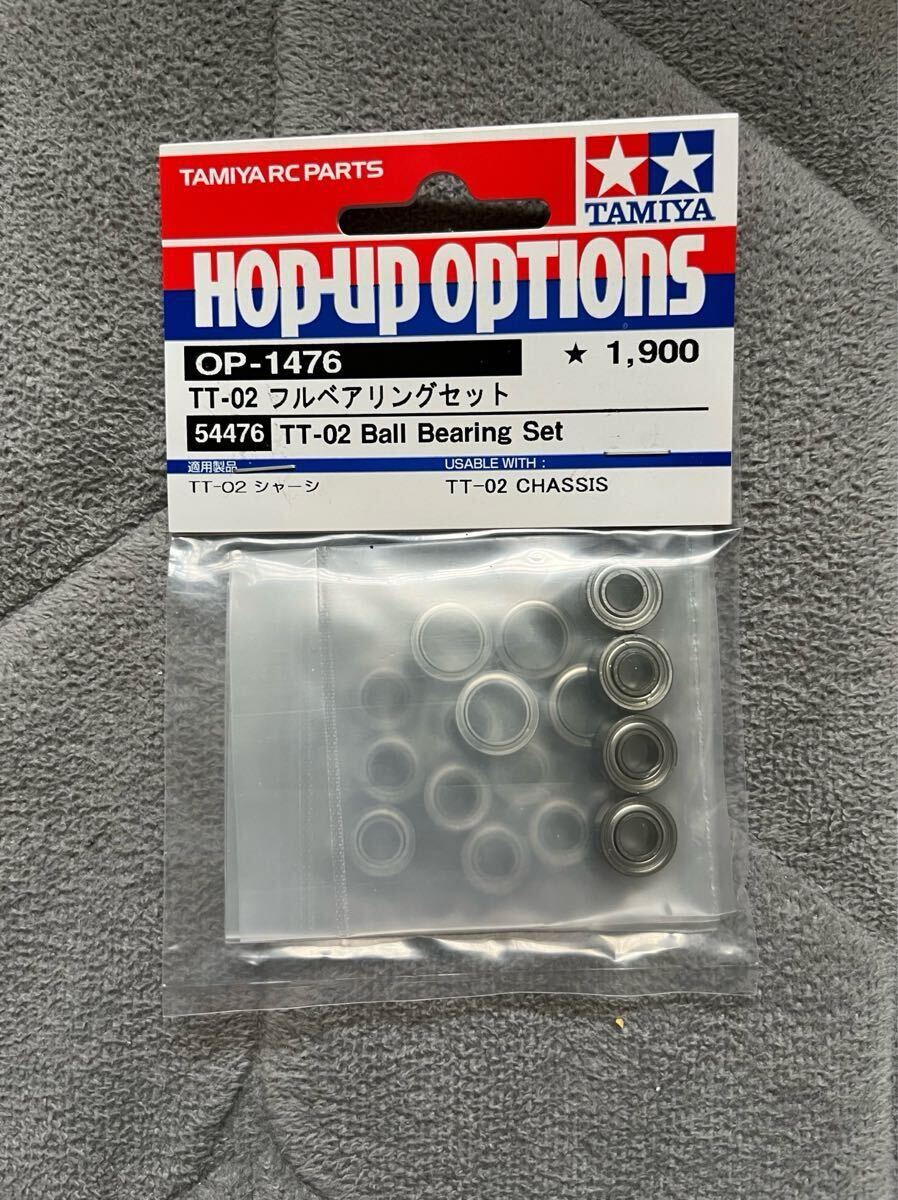 TAMIYA RC PARTS
TAMIYA
HOP-UP OPTIONS
OP-1476
★ 1,900
TT-02 フルベアリングセット
54476 TT-02 Ball Bearing Set
適用製品
USABLE WITH :
TT-02 シャーシ
TT-02 CHASSIS